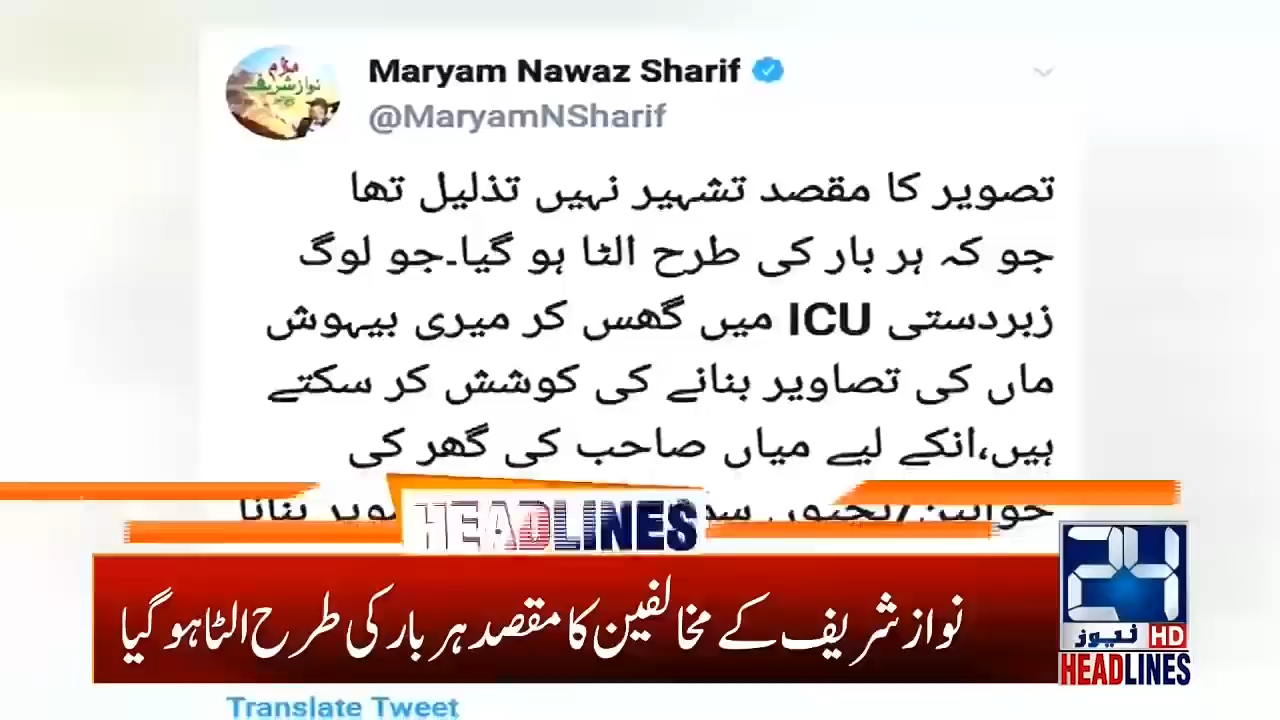 Maryam Nawaz Sharif
@MaryamNSharif
تصویر کا مقصد تشہیر نہیں تذلیل تھا
جو کہ ہر بار کی طرح الٹا ہو گیا۔جو لوگ
زبردستی ICU میں گھس کر میری بیہوش
ماں کی تصاویر بنانے کی کوشش کر سکتے
ہیں،انکے لیے میاں صاحب کی گھر کی
بنانا
HEADLINES
نواز شریف کے مخالفین کا مقصد ہر بار کی طرح الٹا ہو گیا
24
نیوز HD
HEADLINES
Translate Tweet